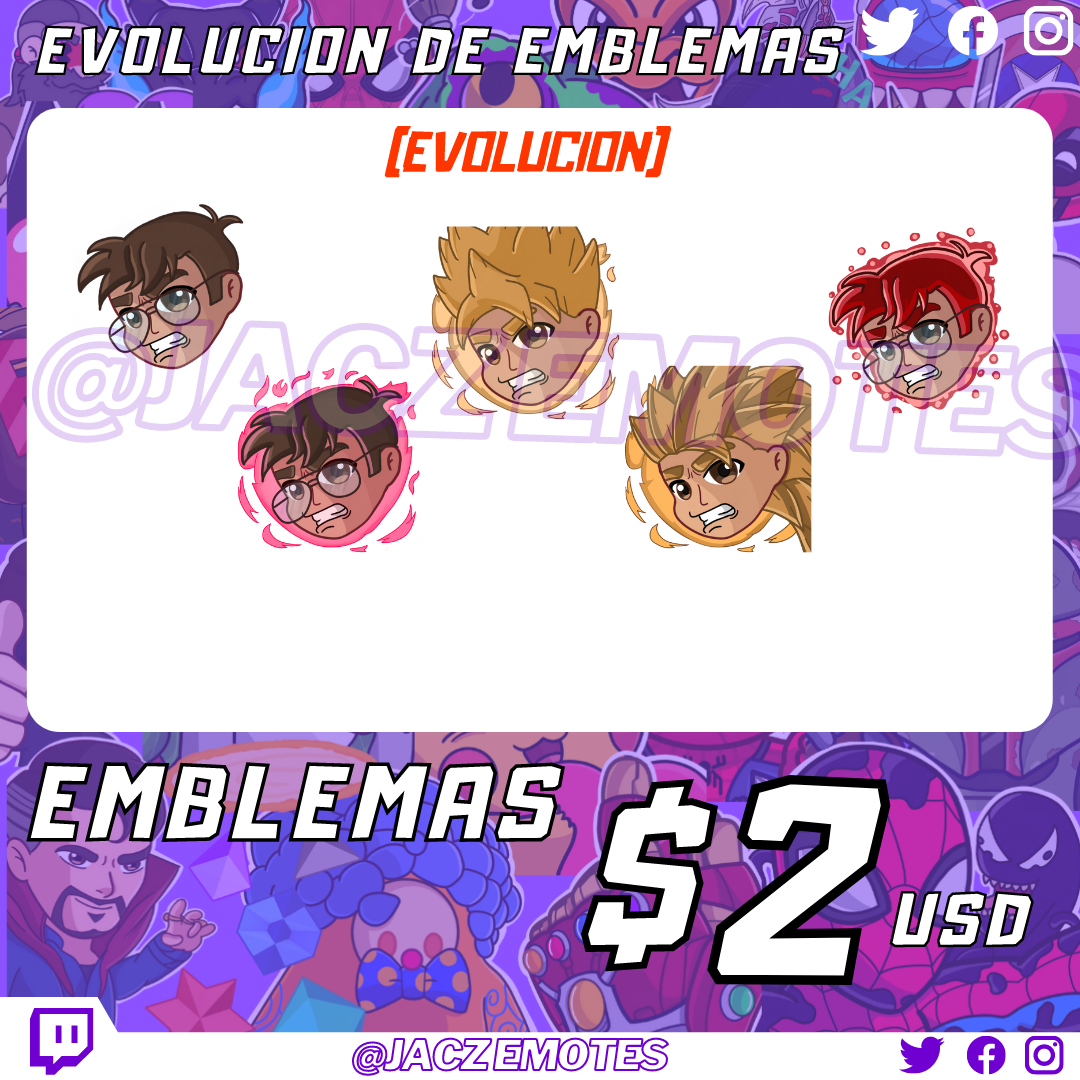 EVOLUCION DE EMBLEMAS
[EVOLUCION]
@JACZEMOTES
EMBLEMAS
$2 USD
@JACZEMOTES